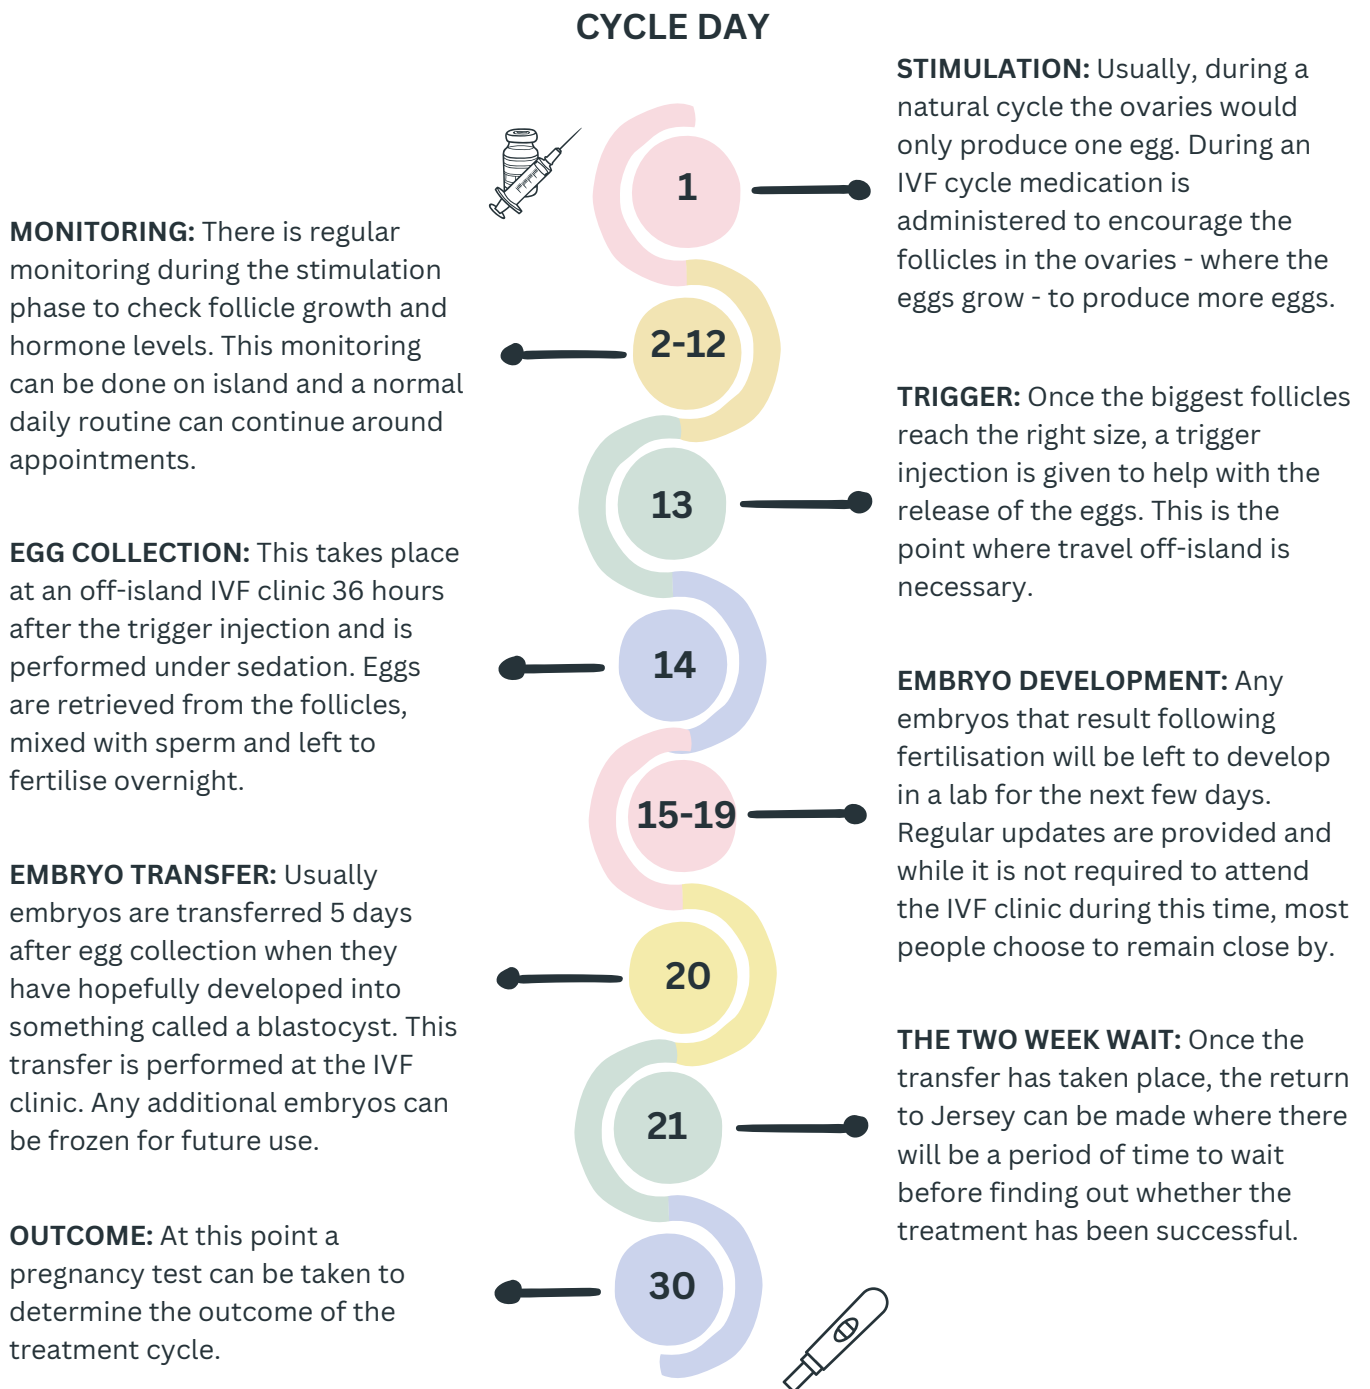 CYCLE DAY
1
STIMULATION: Usually, during a
natural cycle the ovaries would
only produce one egg. During an
IVF cycle medication is
administered to encourage the
follicles in the ovaries - where the
eggs grow - to produce more eggs.
2-12
MONITORING: There is regular
monitoring during the stimulation
phase to check follicle growth and
hormone levels. This monitoring
can be done on island and a normal
daily routine can continue around
appointments.
13
TRIGGER: Once the biggest follicles
reach the right size, a trigger
injection is given to help with the
release of the eggs. This is the
point where travel off-island is
necessary.
14
EGG COLLECTION: This takes place
at an off-island IVF clinic 36 hours
after the trigger injection and is
performed under sedation. Eggs
are retrieved from the follicles,
mixed with sperm and left to
fertilise overnight.
15-19
EMBRYO DEVELOPMENT: Any
embryos that result following
fertilisation will be left to develop
in a lab for the next few days.
Regular updates are provided and
while it is not required to attend
the IVF clinic during this time, most
people choose to remain close by.
20
EMBRYO TRANSFER: Usually
embryos are transferred 5 days
after egg collection when they
have hopefully developed into
something called a blastocyst. This
transfer is performed at the IVF
clinic. Any additional embryos can
be frozen for future use.
21
THE TWO WEEK WAIT: Once the
transfer has taken place, the return
to Jersey can be made where there
will be a period of time to wait
before finding out whether the
treatment has been successful.
30
OUTCOME: At this point a
pregnancy test can be taken to
determine the outcome of the
treatment cycle.